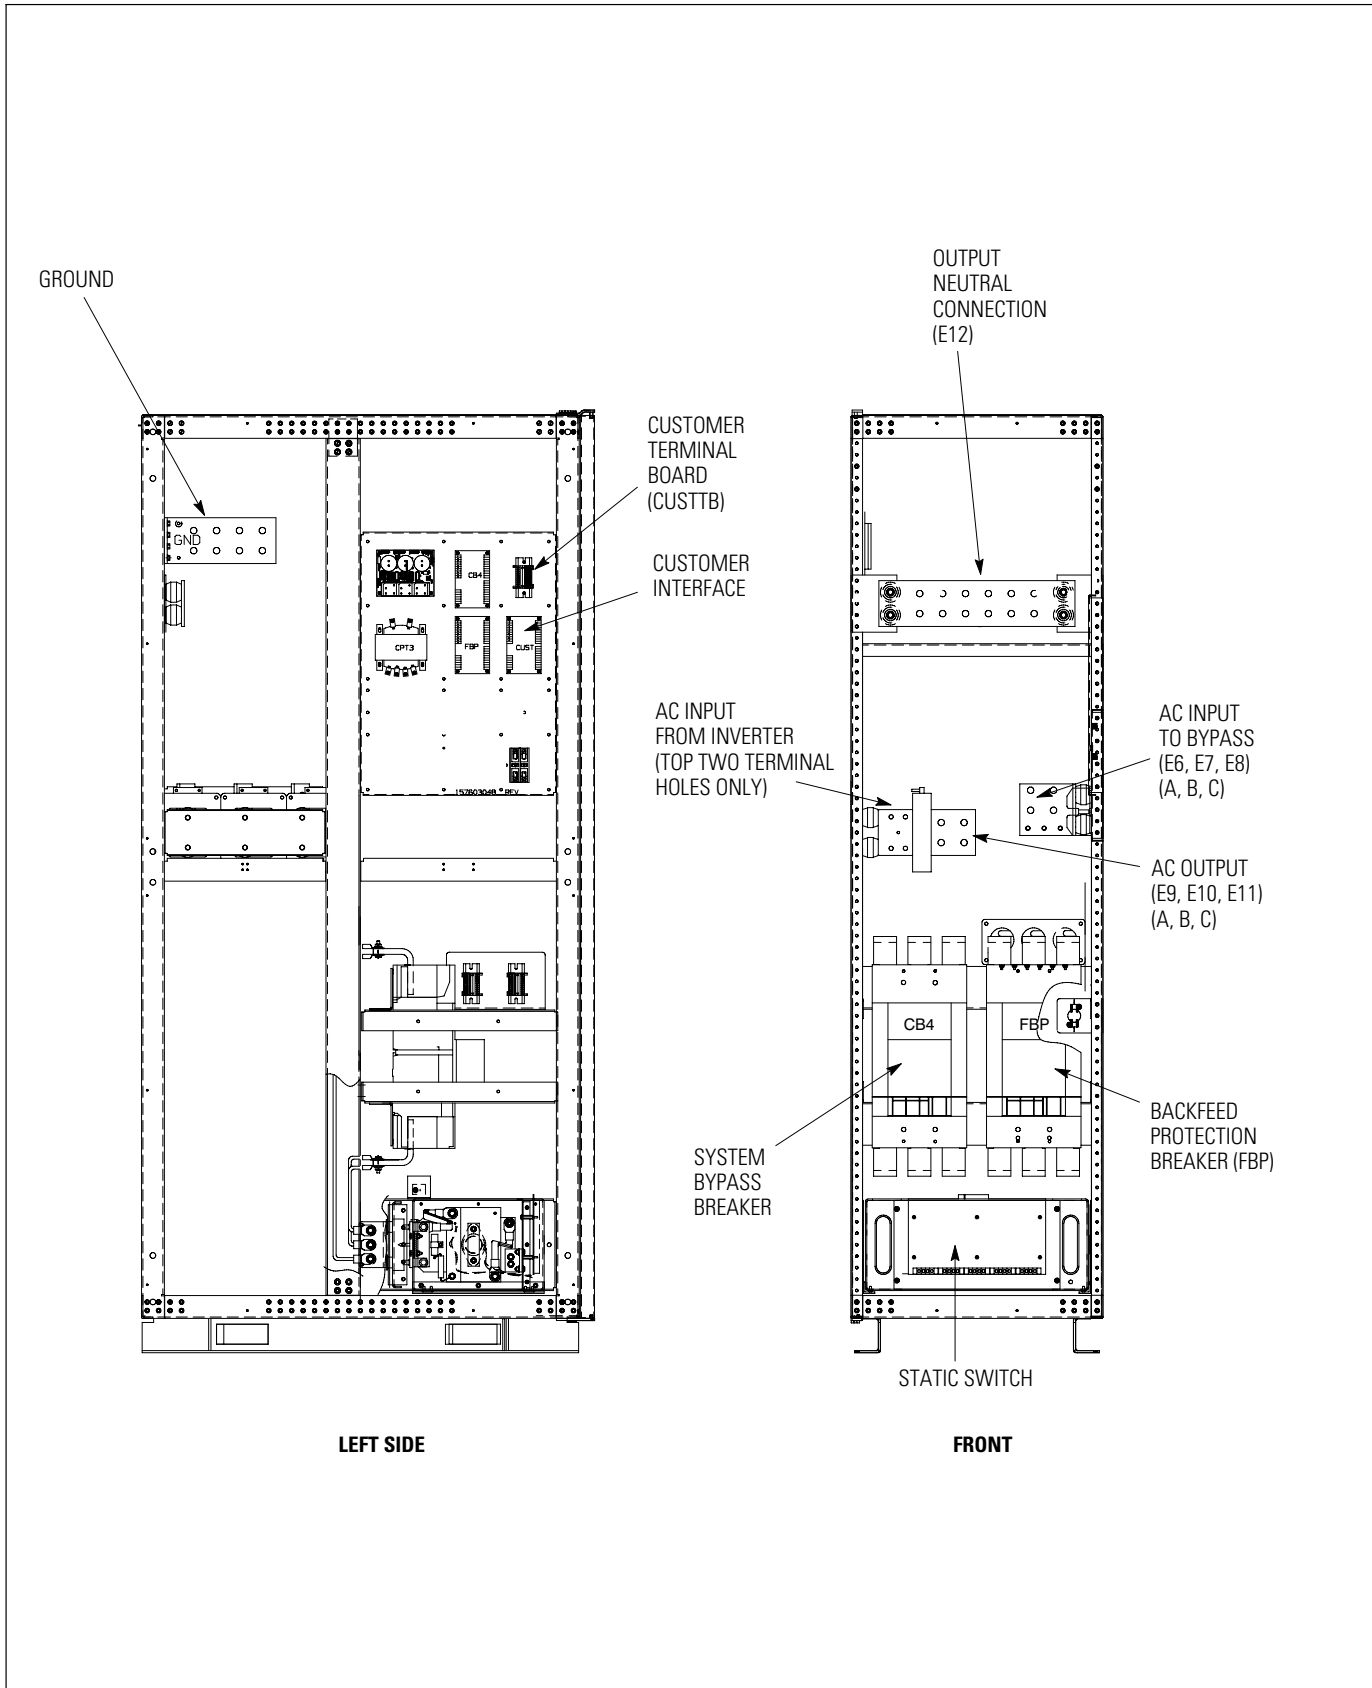 GROUND
OUTPUT
NEUTRAL
CONNECTION
(E12)
CUSTOMER
TERMINAL
BOARD
(CUSTTB)
CUSTOMER
INTERFACE
GND
CB4
CPT3
FBP
CUST
AC INPUT
FROM INVERTER
(TOP TWO TERMINAL
HOLES ONLY)
AC INPUT
TO BYPASS
(E6, E7, E8)
(A, B, C)
AC OUTPUT
(E9, E10, E11)
(A, B, C)
CB4
FBP
SYSTEM
BYPASS
BREAKER
BACKFEED
PROTECTION
BREAKER (FBP)
STATIC SWITCH
LEFT SIDE
FRONT